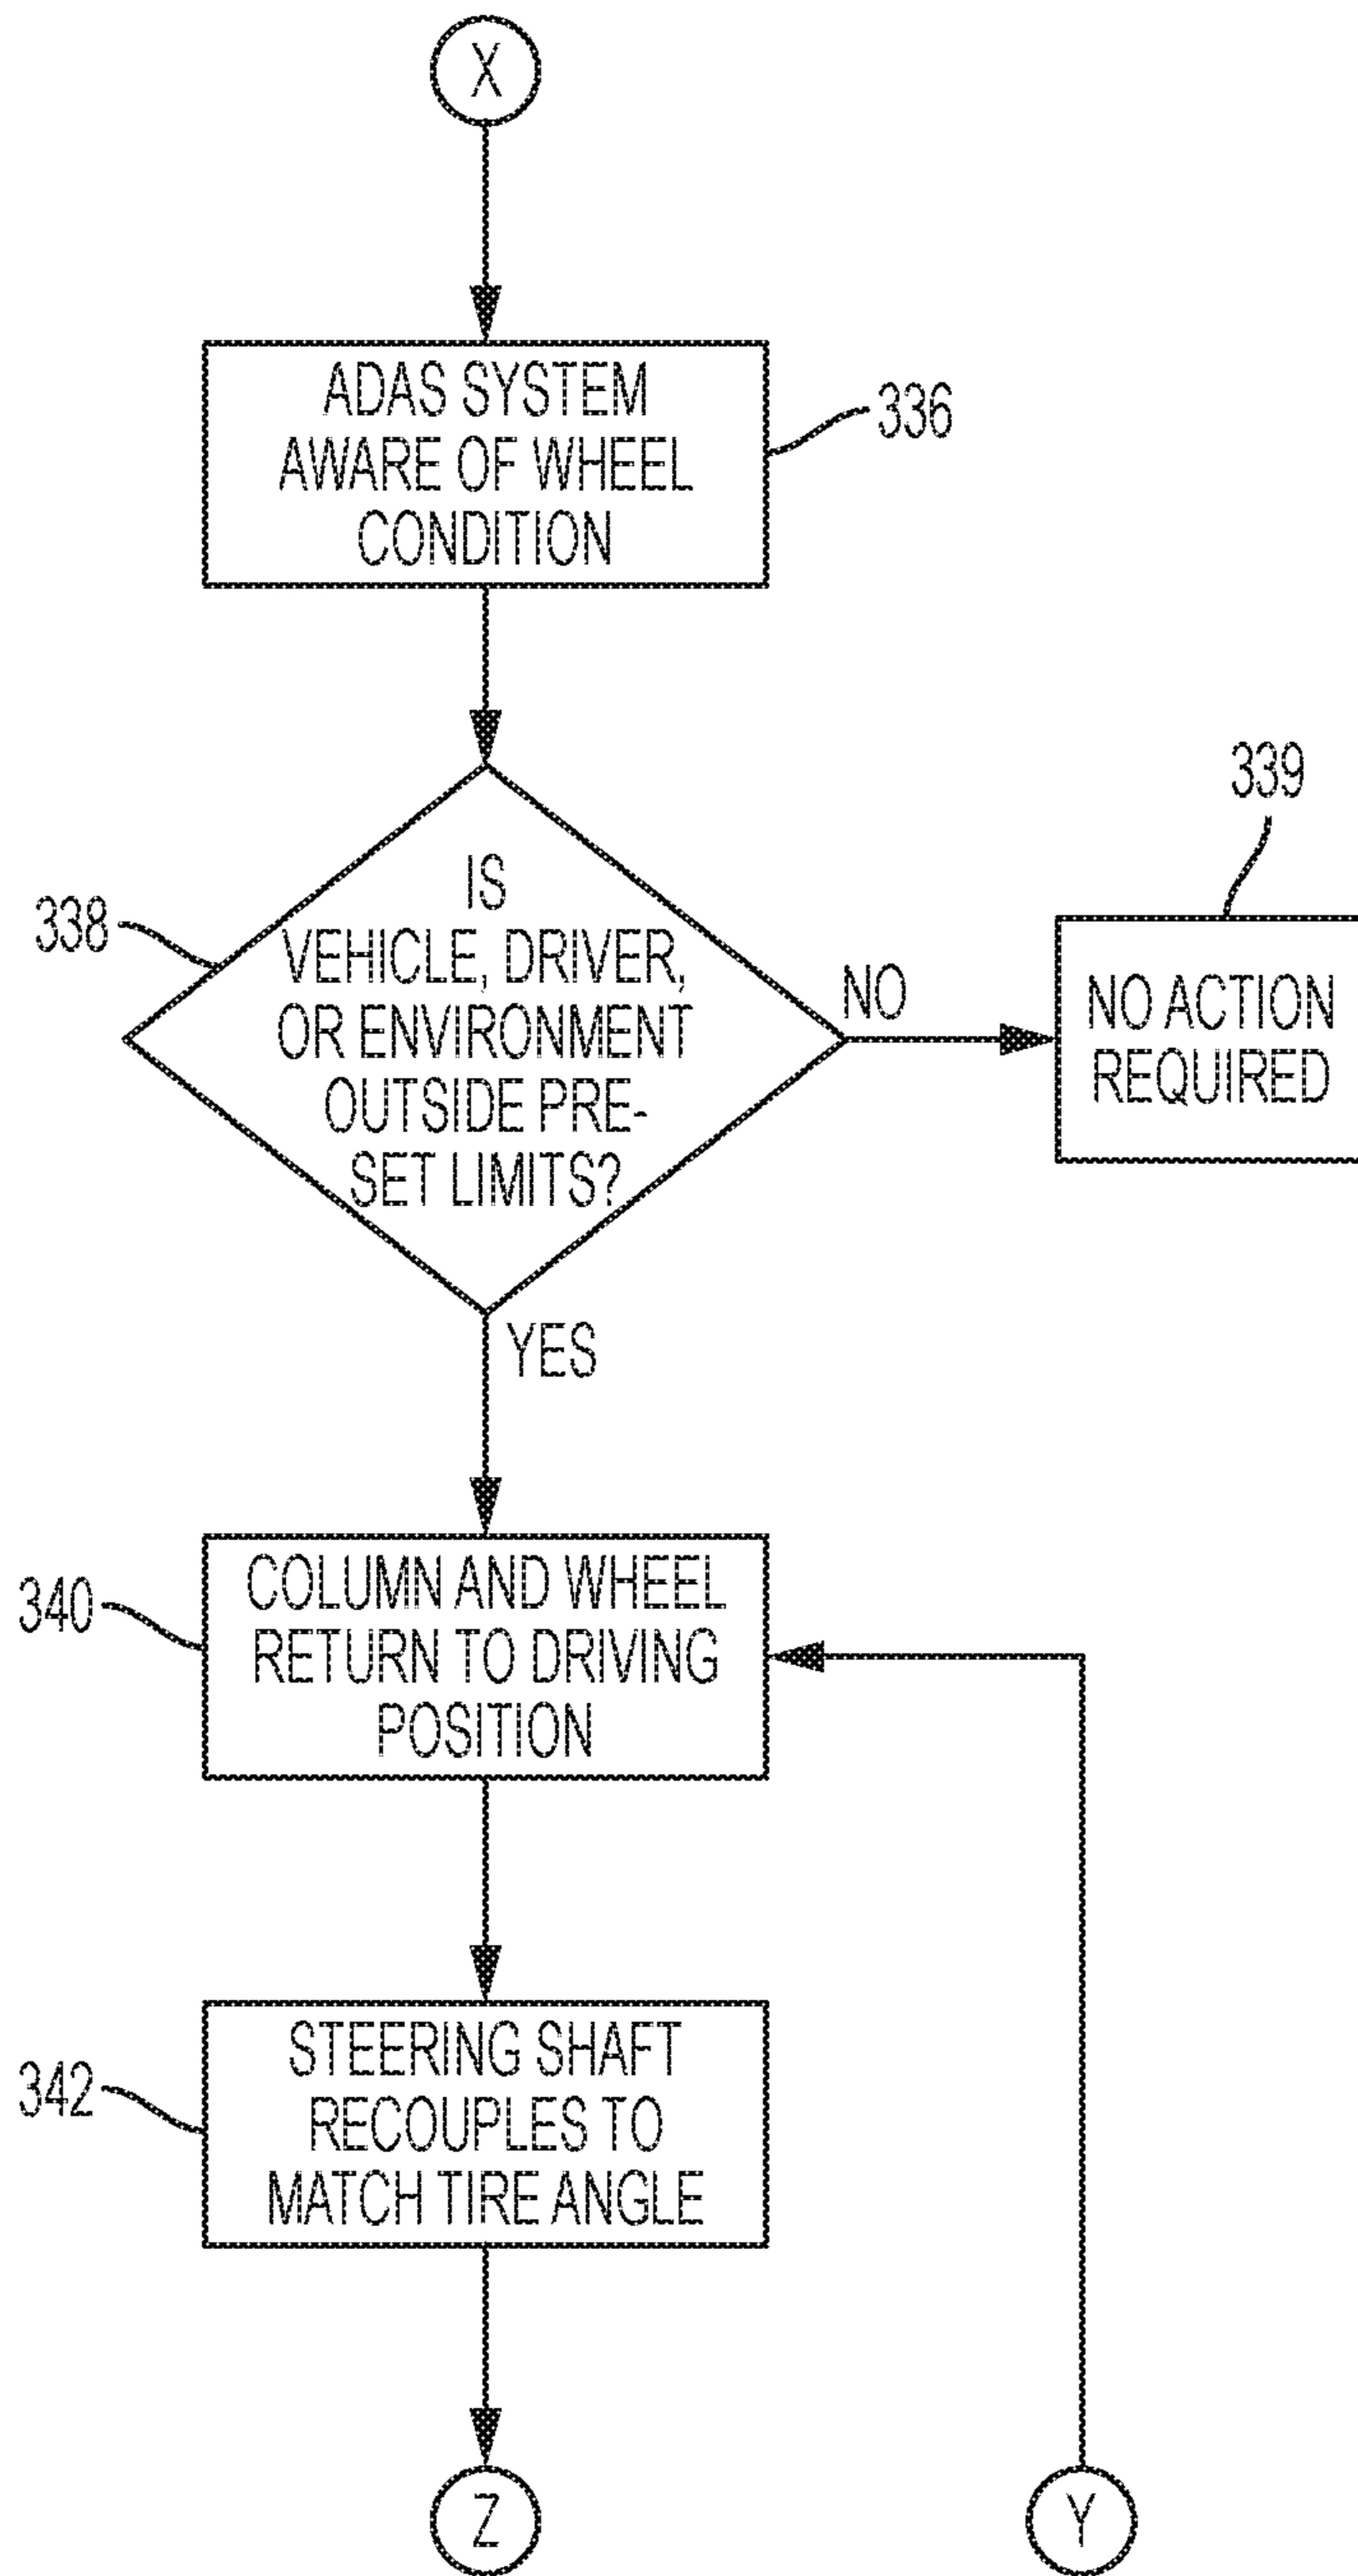 X
ADAS SYSTEM
AWARE OF WHEEL
CONDITION
336
338
IS
VEHICLE, DRIVER,
OR ENVIRONMENT
OUTSIDE PRE-
SET LIMITS?
NO
339
NO ACTION
REQUIRED
YES
340
COLUMN AND WHEEL
RETURN TO DRIVING
POSITION
342
STEERING SHAFT
RECOUPLES TO
MATCH TIRE ANGLE
Z
Y